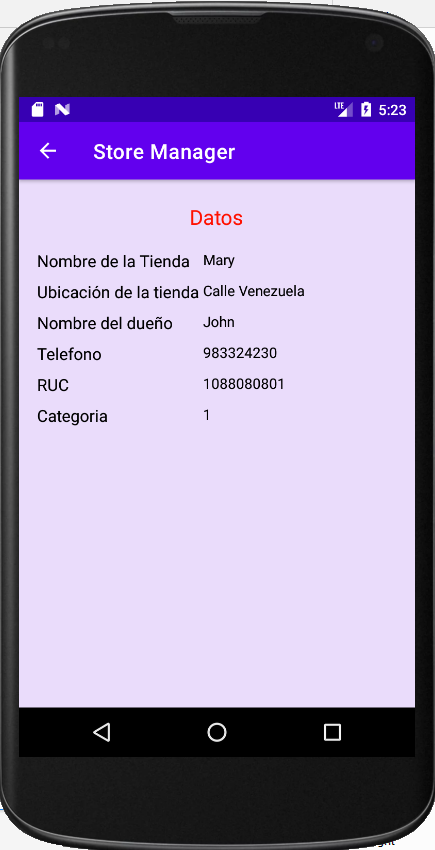 LTE 5:23
Store Manager
Datos
Nombre de la Tienda Mary
Ubicación de la tienda Calle Venezuela
Nombre del dueño John
Telefono 983324230
RUC 1088080801
Categoria 1